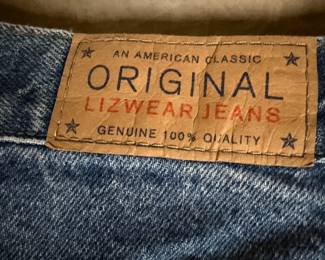 AN AMERICAN CLASSIC
ORIGINAL
LIZWEAR JEANS
GENUINE 100% QUALITY